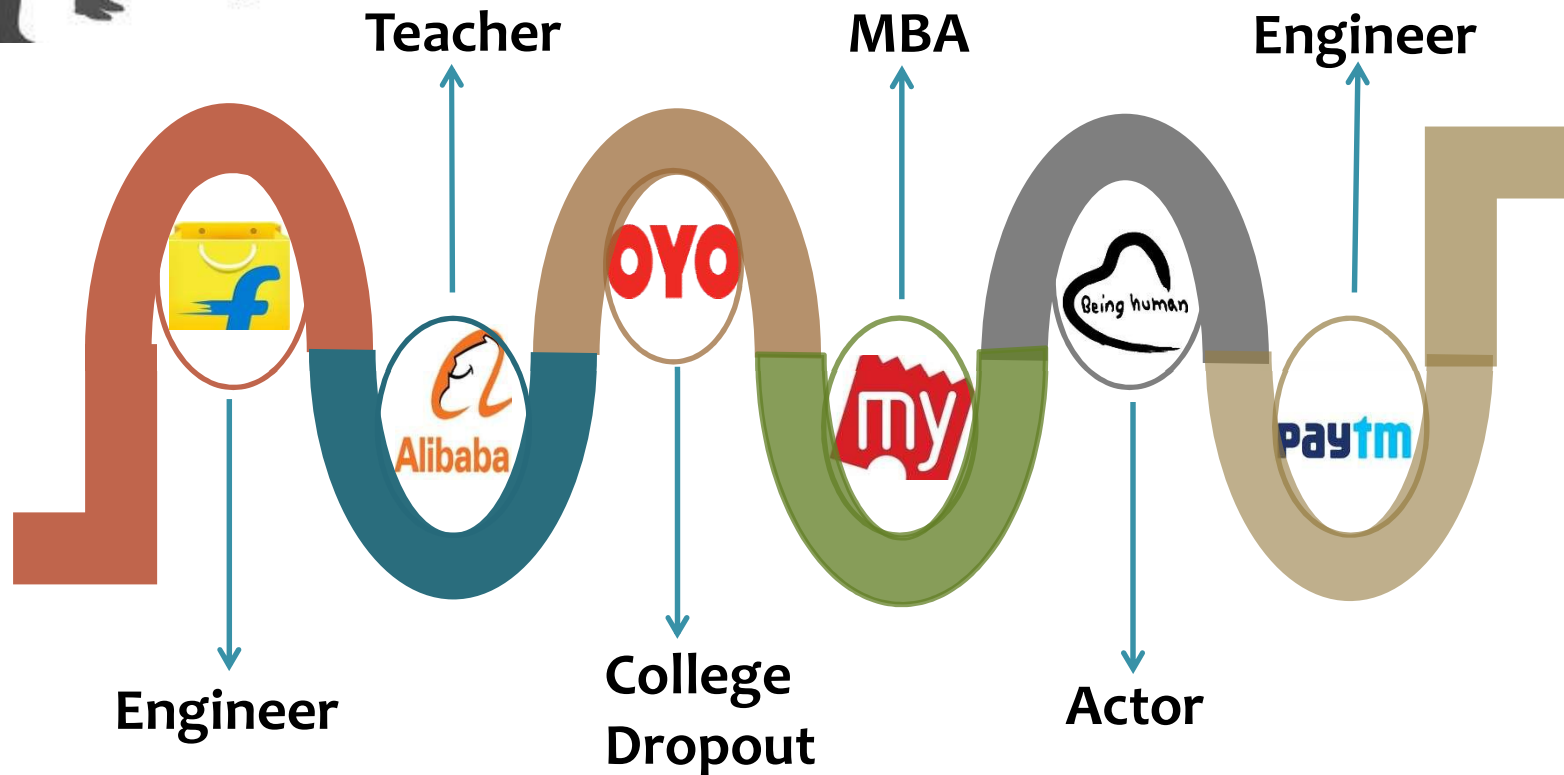 Teacher
MBA
Engineer
f
OYO
Being human
Alibaba
my
paytm
Engineer
College
Dropout
Actor